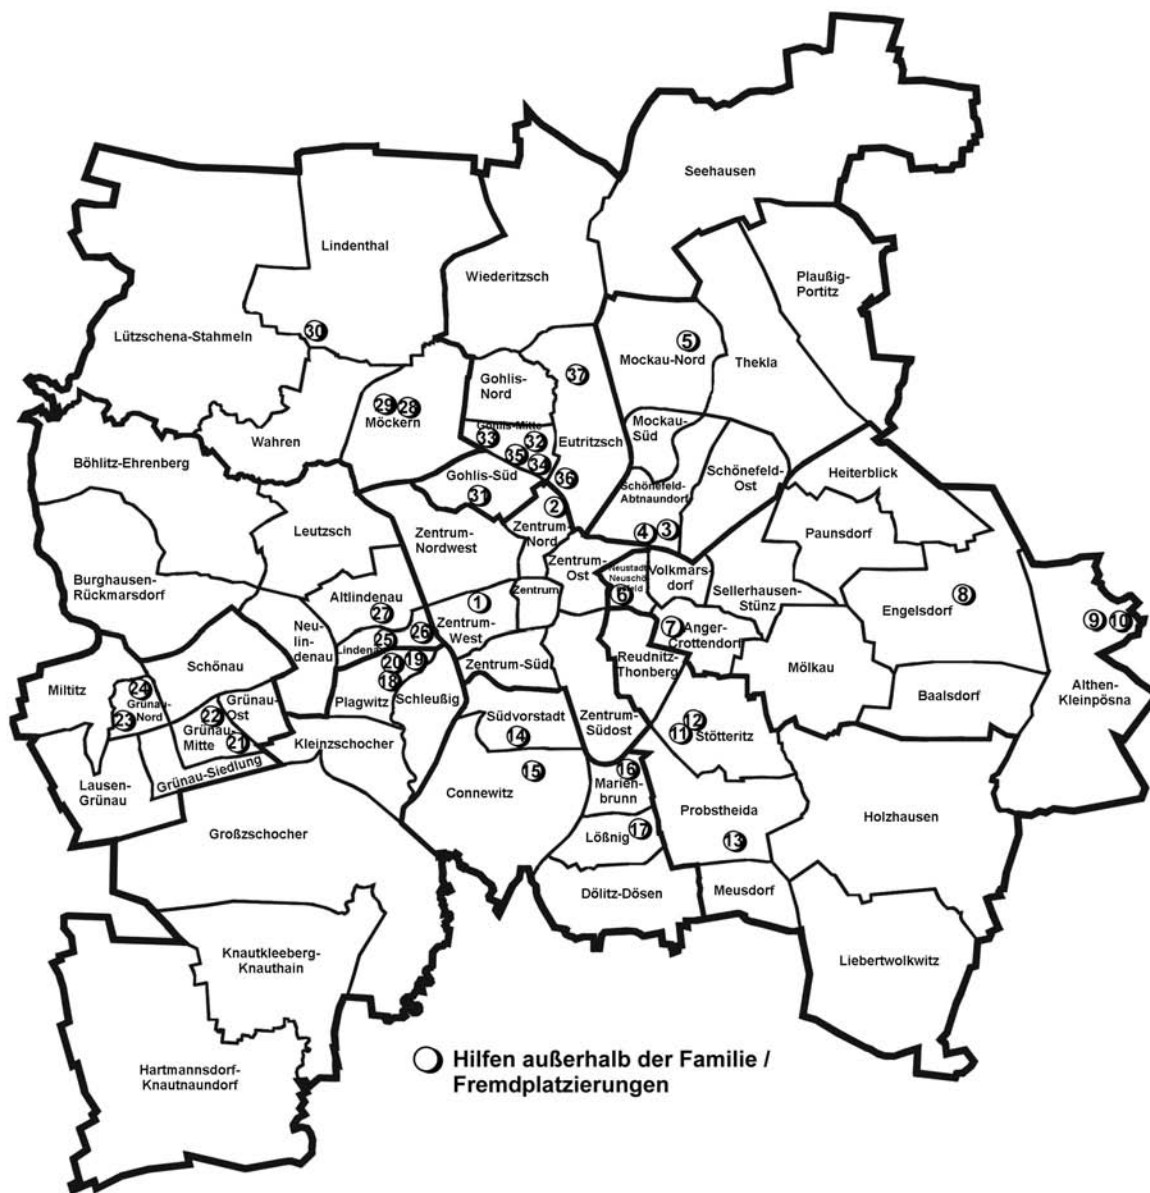 Seehausen
Lindenthal
Wiederitzsch
Plaußig-
Portitz
Lützschena-Stahmeln
30
5
Mockau-Nord
Thekla
Gohlis-
Nord
37
29
28
Möckern
Gohlis-Mitte
33
32
35
34
Mockau-
Süd
Wahren
Eutritzsch
Böhlitz-Ehrenberg
Gohlis-Süd
31
36
Schönefeld-
Ost
Heiterblick
Schönefeld-
Abtnaundorf
2
4
3
Leutzsch
Zentrum-
Nordwest
Zentrum-
Nord
Paunsdorf
Zentrum-
Ost
Neustadt
Neuschönefeld
6
Volkmars-
dorf
Sellerhausen-
Stünz
Burghausen-
Rückmarsdorf
Altlindenau
27
1
Zentrum-
West
Zentrum
Engelsdorf
8
9
10
7
Anger-
Crottendorf
Neu-
lin-
denau
25
26
Lindenau
20
19
18
Plagwitz
Schleußig
Zentrum-Süd
Reudnitz-
Thonberg
Mölkau
Schönau
Miltitz
24
Grünau-
Nord
23
Grünau-
Ost
22
Grünau-
Mitte
21
Baalsdorf
Althen-
Kleinpösna
Südvorstadt
14
Zentrum-
Südost
12
11
Stötteritz
Kleinzschocher
Grünau-Siedlung
Lausen-
Grünau
15
Connewitz
16
Marien-
brunn
Probstheida
13
Holzhausen
Großzschocher
Lößnig
17
Dölitz-Dösen
Meusdorf
Knautkleeberg-
Knauthain
Liebertwolkwitz
Hartmannsdorf-
Knautnaundorf
Hilfen außerhalb der Familie /
Fremdplatzierungen